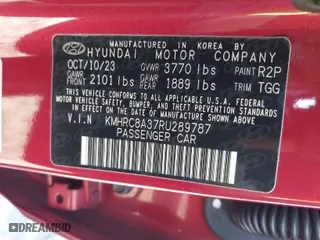 MANUFACTURED IN KOREA BY
HYUNDAI MOTOR COMPANY
OCT/10/23 GVWR 3770 lbs PAINT R2P
GAWR FRONT 2101 lbs GAWR REAR 1889 lbs TRIM TGG
THIS VEHICLE CONFORMS TO ALL APPLICABLE
FEDERAL MOTOR VEHICLE SAFETY, BUMPER, AND
THEFT PREVENTION STANDARDS IN EFFECT ON
THE DATE OF MANUFACTURE SHOWN ABOVE.
V.I.N KMHRC8A37RU289787
PASSENGER CAR